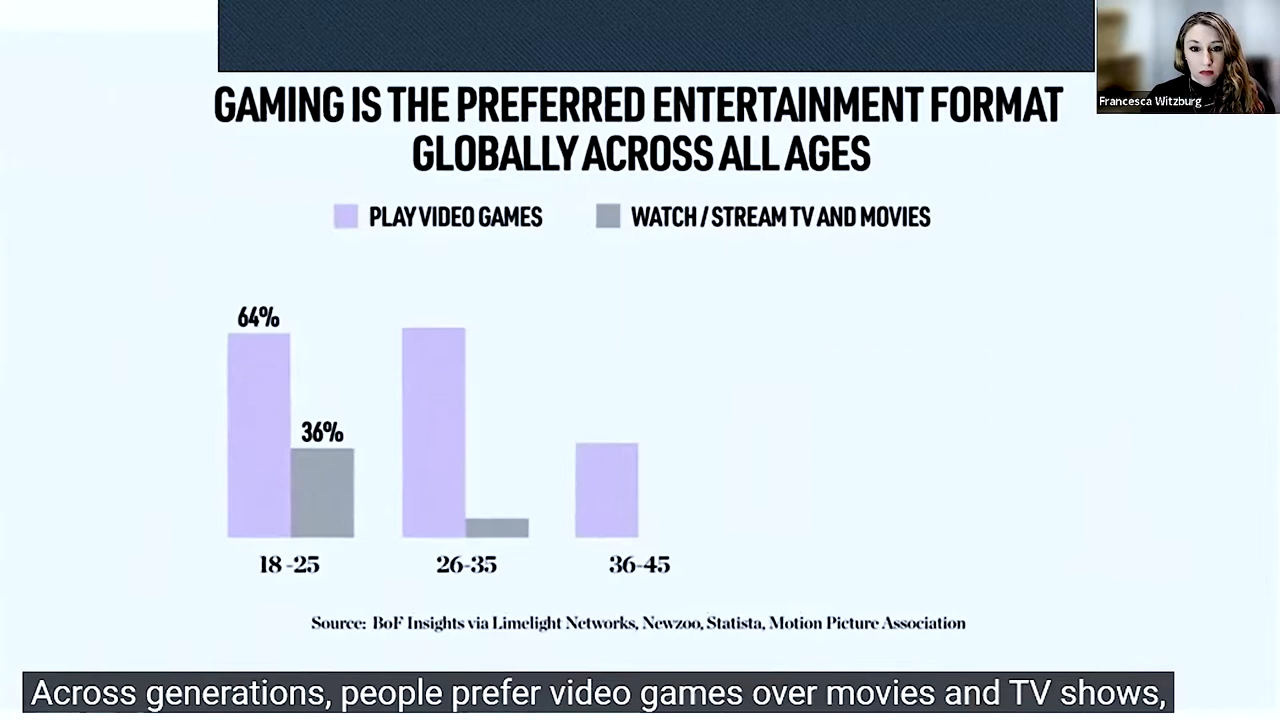 Francesca Witzburg
GAMING IS THE PREFERRED ENTERTAINMENT FORMAT
GLOBALLY ACROSS ALL AGES
PLAY VIDEO GAMES
WATCH / STREAM TV AND MOVIES
64%
36%
18 -25
26-35
36-45
Source: BoF Insights via Limelight Networks, Newzoo, Statista, Motion Picture Association
Across generations, people prefer video games over movies and TV shows,